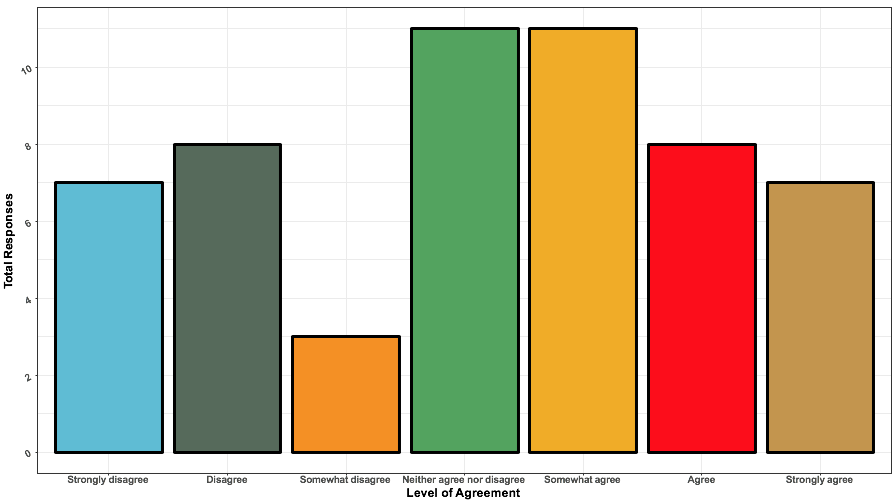 Total Responses
10
8
6
4
2
0
Strongly disagree
Disagree
Somewhat disagree
Neither agree nor disagree
Somewhat agree
Agree
Strongly agree
Level of Agreement